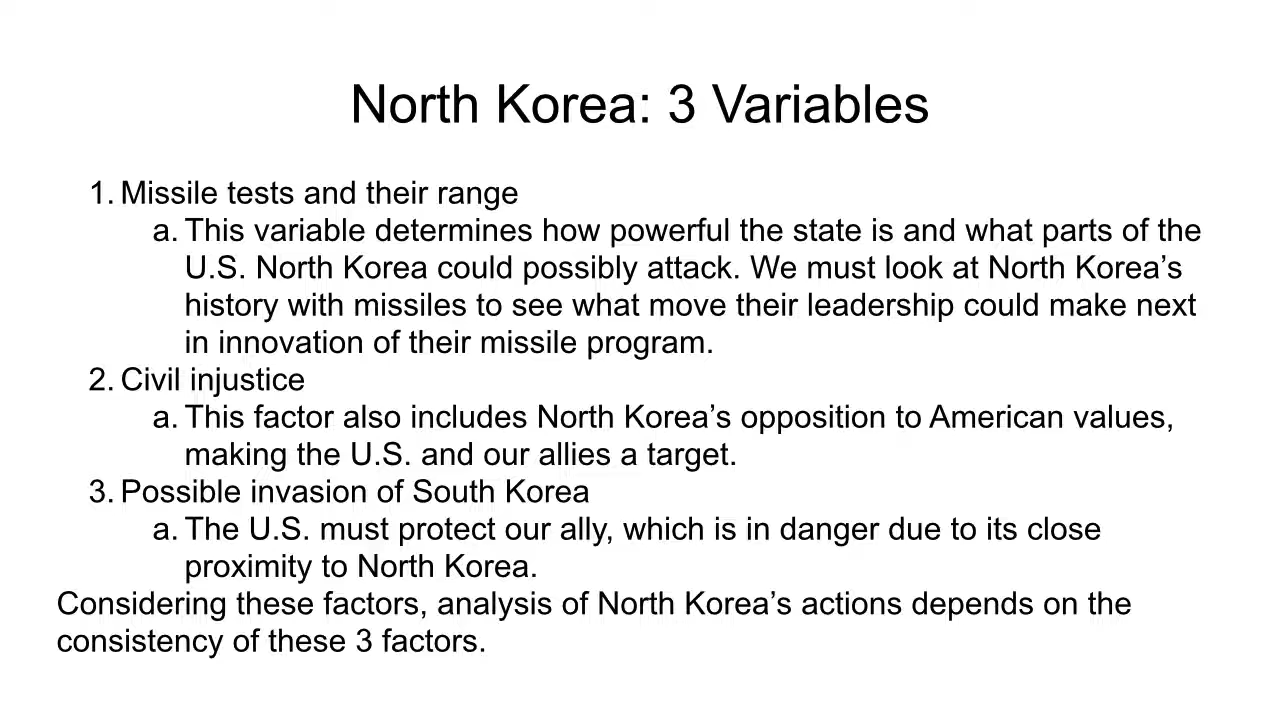 North Korea: 3 Variables
1. Missile tests and their range
a. This variable determines how powerful the state is and what parts of the
U.S. North Korea could possibly attack. We must look at North Korea’s
history with missiles to see what move their leadership could make next
in innovation of their missile program.
2. Civil injustice
a. This factor also includes North Korea’s opposition to American values,
making the U.S. and our allies a target.
3. Possible invasion of South Korea
a. The U.S. must protect our ally, which is in danger due to its close
proximity to North Korea.
Considering these factors, analysis of North Korea’s actions depends on the
consistency of these 3 factors.